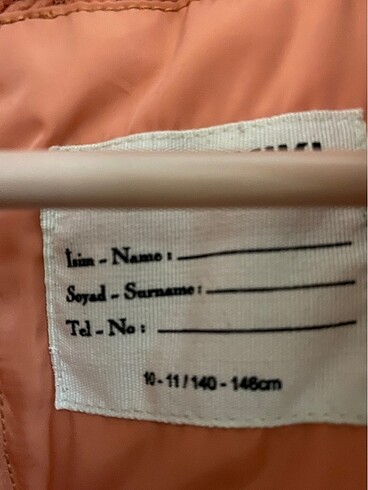 İsim - Name :
Soyad - Surname :
Tel - No :
10 - 11 / 140 - 146cm